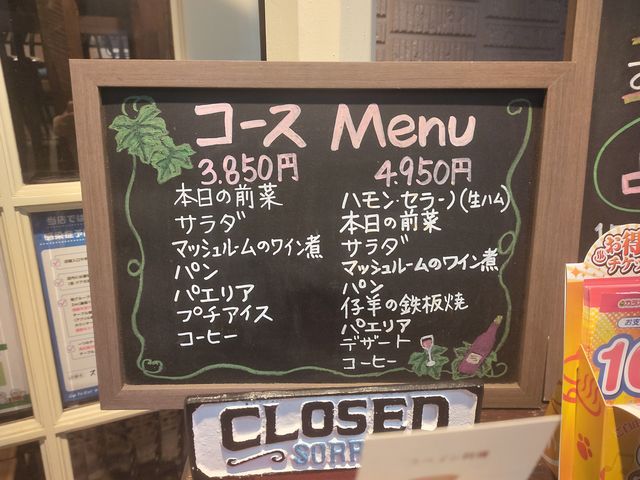 コース Menu
3.850円
本日の前菜
サラダ
マッシュルームのワイン煮
パン
パエリア
プチアイス
コーヒー
4.950円
ハモン・セラーノ(生ハム)
本日の前菜
サラダ
マッシュルームのワイン煮
パン
仔羊の鉄板焼
パエリア
デザート
コーヒー
CLOSED
お得